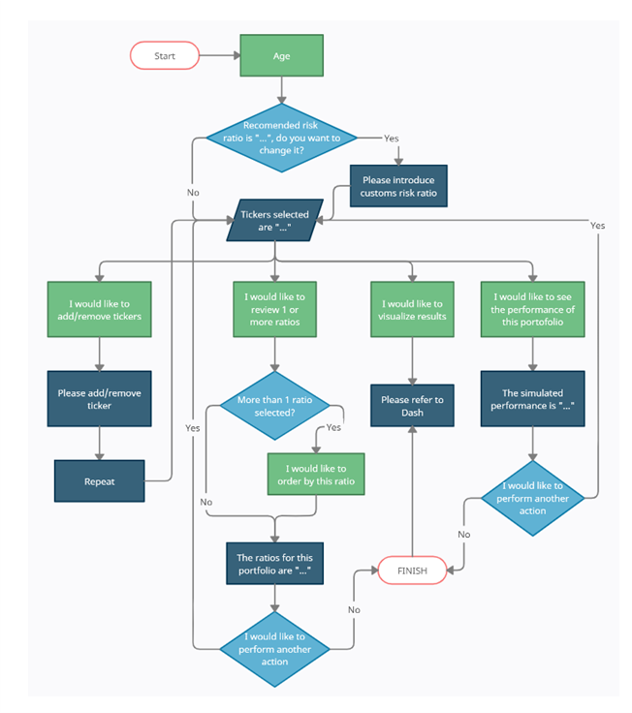 Start
Age
Recomended risk
ratio is "...", do you want to
change it?
Yes
Please introduce
customs risk ratio
No
Tickers selected
are "..."
Yes
I would like to
add/remove tickers
I would like to
review 1 or
more ratios
I would like to
visualize results
I would like to see
the performance of
this portofolio
Please add/remove
ticker
More than 1 ratio
selected?
Please refer to
Dash
The simulated
performance is "..."
Yes
Yes
Repeat
I would like to
order by this ratio
I would like to
perform another
action
No
No
The ratios for this
portfolio are "..."
FINISH
No
I would like to
perform another
action